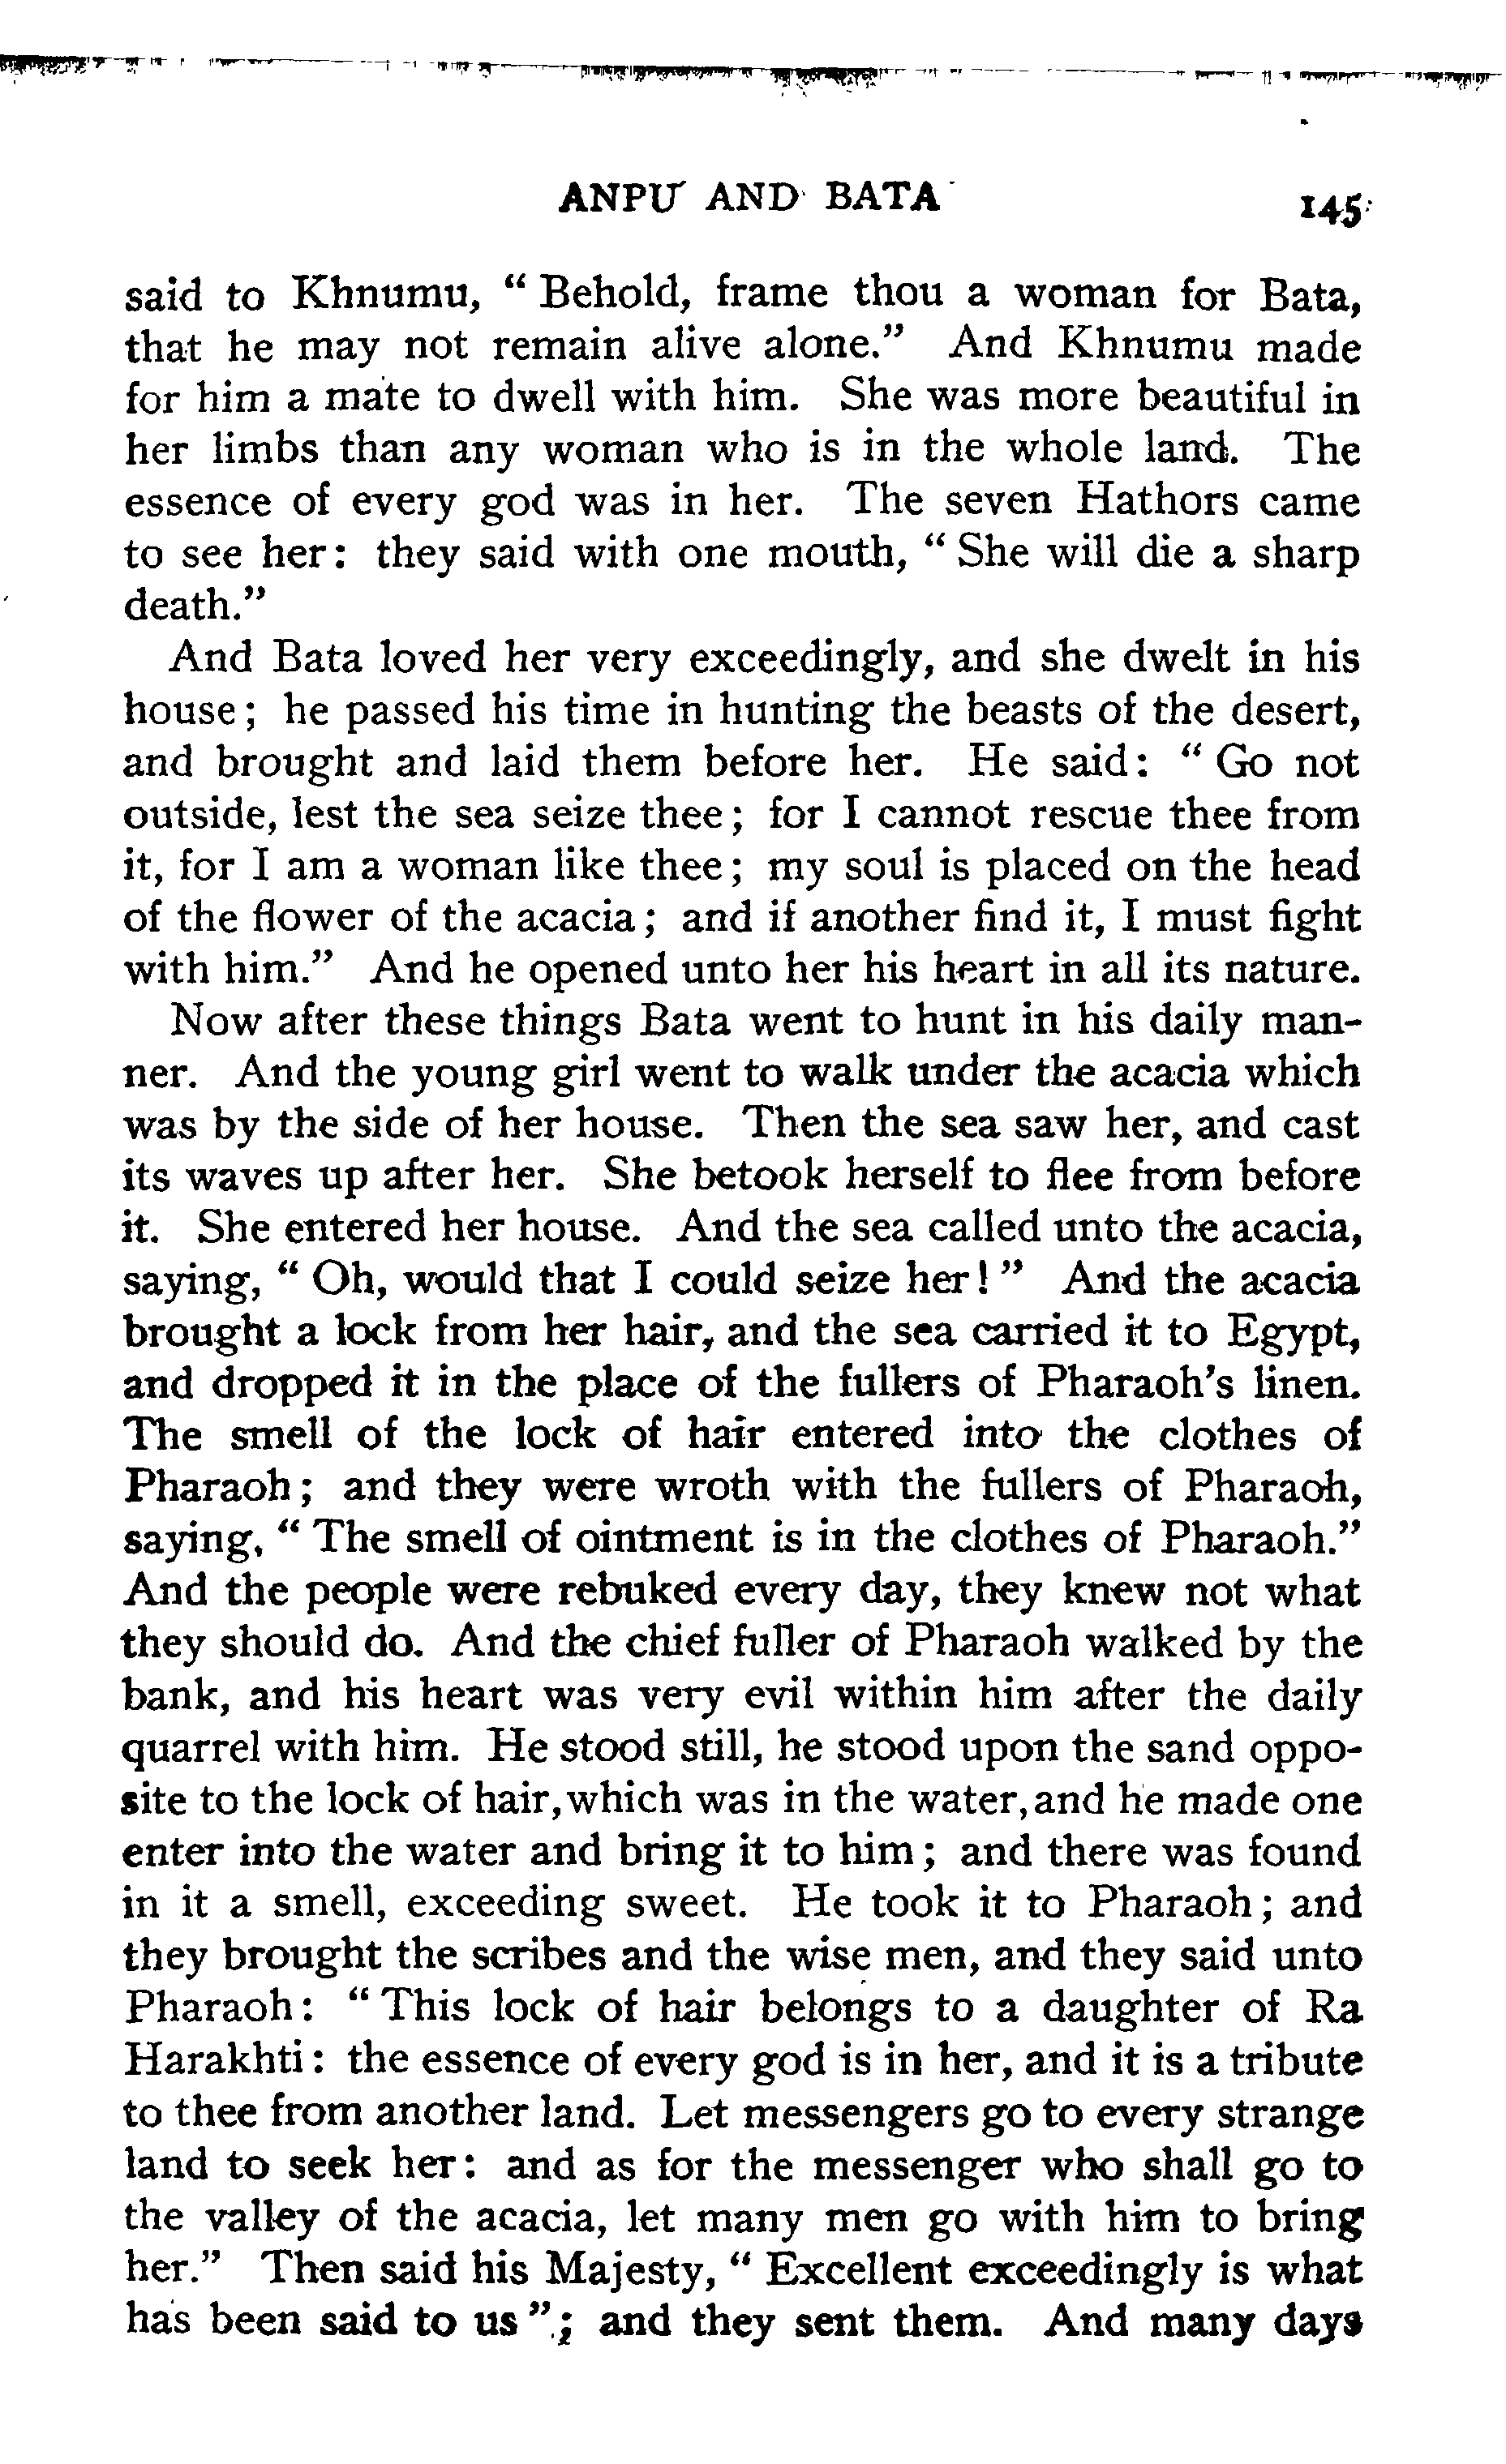 ANPU AND BATA 145
said to Khnumu, “ Behold, frame thou a woman for Bata,
that he may not remain alive alone.” And Khnumu made
for him a mate to dwell with him. She was more beautiful in
her limbs than any woman who is in the whole land. The
essence of every god was in her. The seven Hathors came
to see her: they said with one mouth, “ She will die a sharp
death.”
And Bata loved her very exceedingly, and she dwelt in his
house; he passed his time in hunting the beasts of the desert,
and brought and laid them before her. He said: “ Go not
outside, lest the sea seize thee; for I cannot rescue thee from
it, for I am a woman like thee; my soul is placed on the head
of the flower of the acacia; and if another find it, I must fight
with him.” And he opened unto her his heart in all its nature.
Now after these things Bata went to hunt in his daily man-
ner. And the young girl went to walk under the acacia which
was by the side of her house. Then the sea saw her, and cast
its waves up after her. She betook herself to flee from before
it. She entered her house. And the sea called unto the acacia,
saying, “ Oh, would that I could seize her! ” And the acacia
brought a lock from her hair, and the sea carried it to Egypt,
and dropped it in the place of the fullers of Pharaoh’s linen.
The smell of the lock of hair entered into the clothes of
Pharaoh; and they were wroth with the fullers of Pharaoh,
saying, “ The smell of ointment is in the clothes of Pharaoh.”
And the people were rebuked every day, they knew not what
they should do. And the chief fuller of Pharaoh walked by the
bank, and his heart was very evil within him after the daily
quarrel with him. He stood still, he stood upon the sand oppo-
site to the lock of hair, which was in the water, and he made one
enter into the water and bring it to him; and there was found
in it a smell, exceeding sweet. He took it to Pharaoh; and
they brought the scribes and the wise men, and they said unto
Pharaoh: “ This lock of hair belongs to a daughter of Ra
Harakhti: the essence of every god is in her, and it is a tribute
to thee from another land. Let messengers go to every strange
land to seek her: and as for the messenger who shall go to
the valley of the acacia, let many men go with him to bring
her.” Then said his Majesty, “ Excellent exceedingly is what
has been said to us ”; and they sent them. And many days